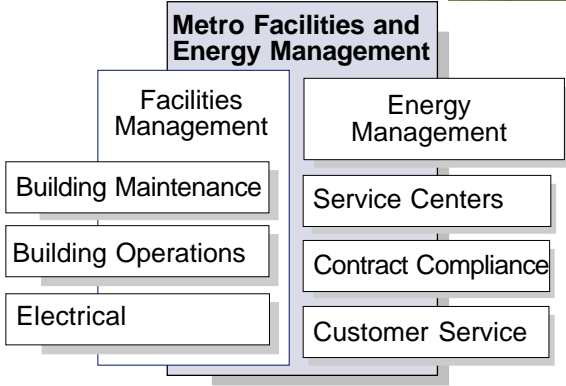 Metro Facilities and
Energy Management
Facilities
Management
Building Maintenance
Building Operations
Electrical
Energy
Management
Service Centers
Contract Compliance
Customer Service